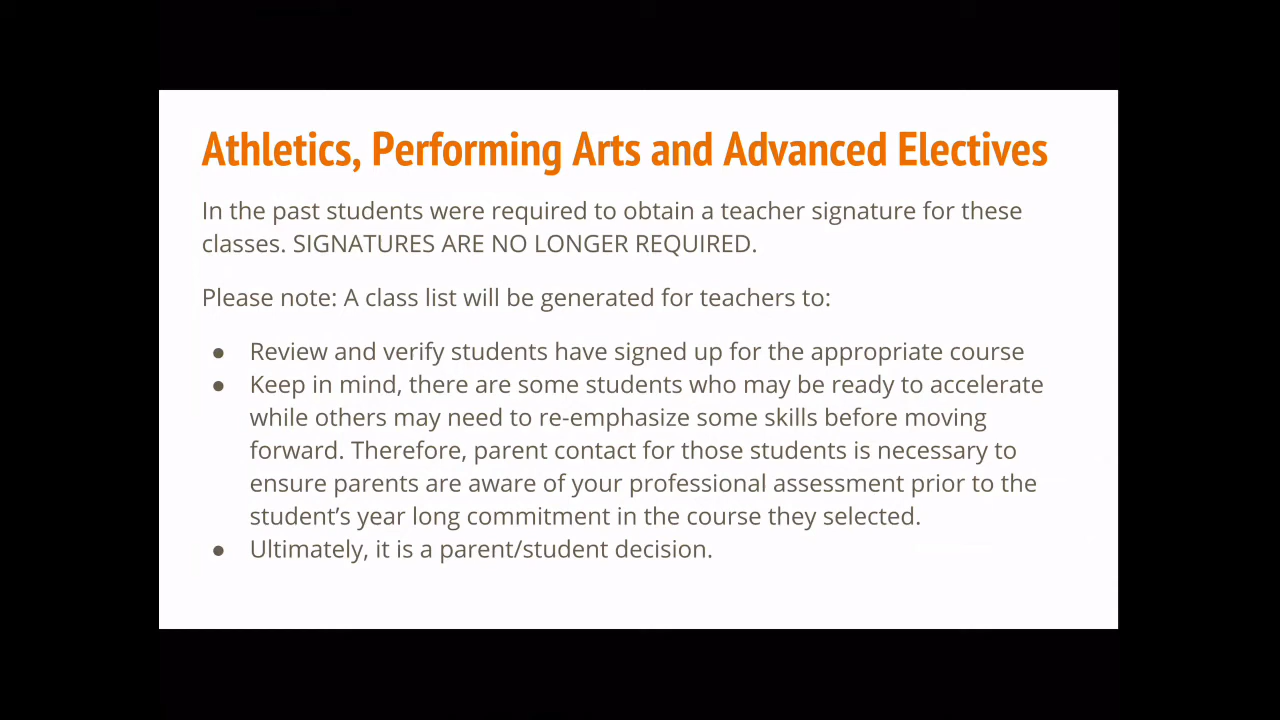 Athletics, Performing Arts and Advanced Electives
In the past students were required to obtain a teacher signature for these
classes. SIGNATURES ARE NO LONGER REQUIRED.
Please note: A class list will be generated for teachers to:
● Review and verify students have signed up for the appropriate course
● Keep in mind, there are some students who may be ready to accelerate
while others may need to re-emphasize some skills before moving
forward. Therefore, parent contact for those students is necessary to
ensure parents are aware of your professional assessment prior to the
student’s year long commitment in the course they selected.
● Ultimately, it is a parent/student decision.